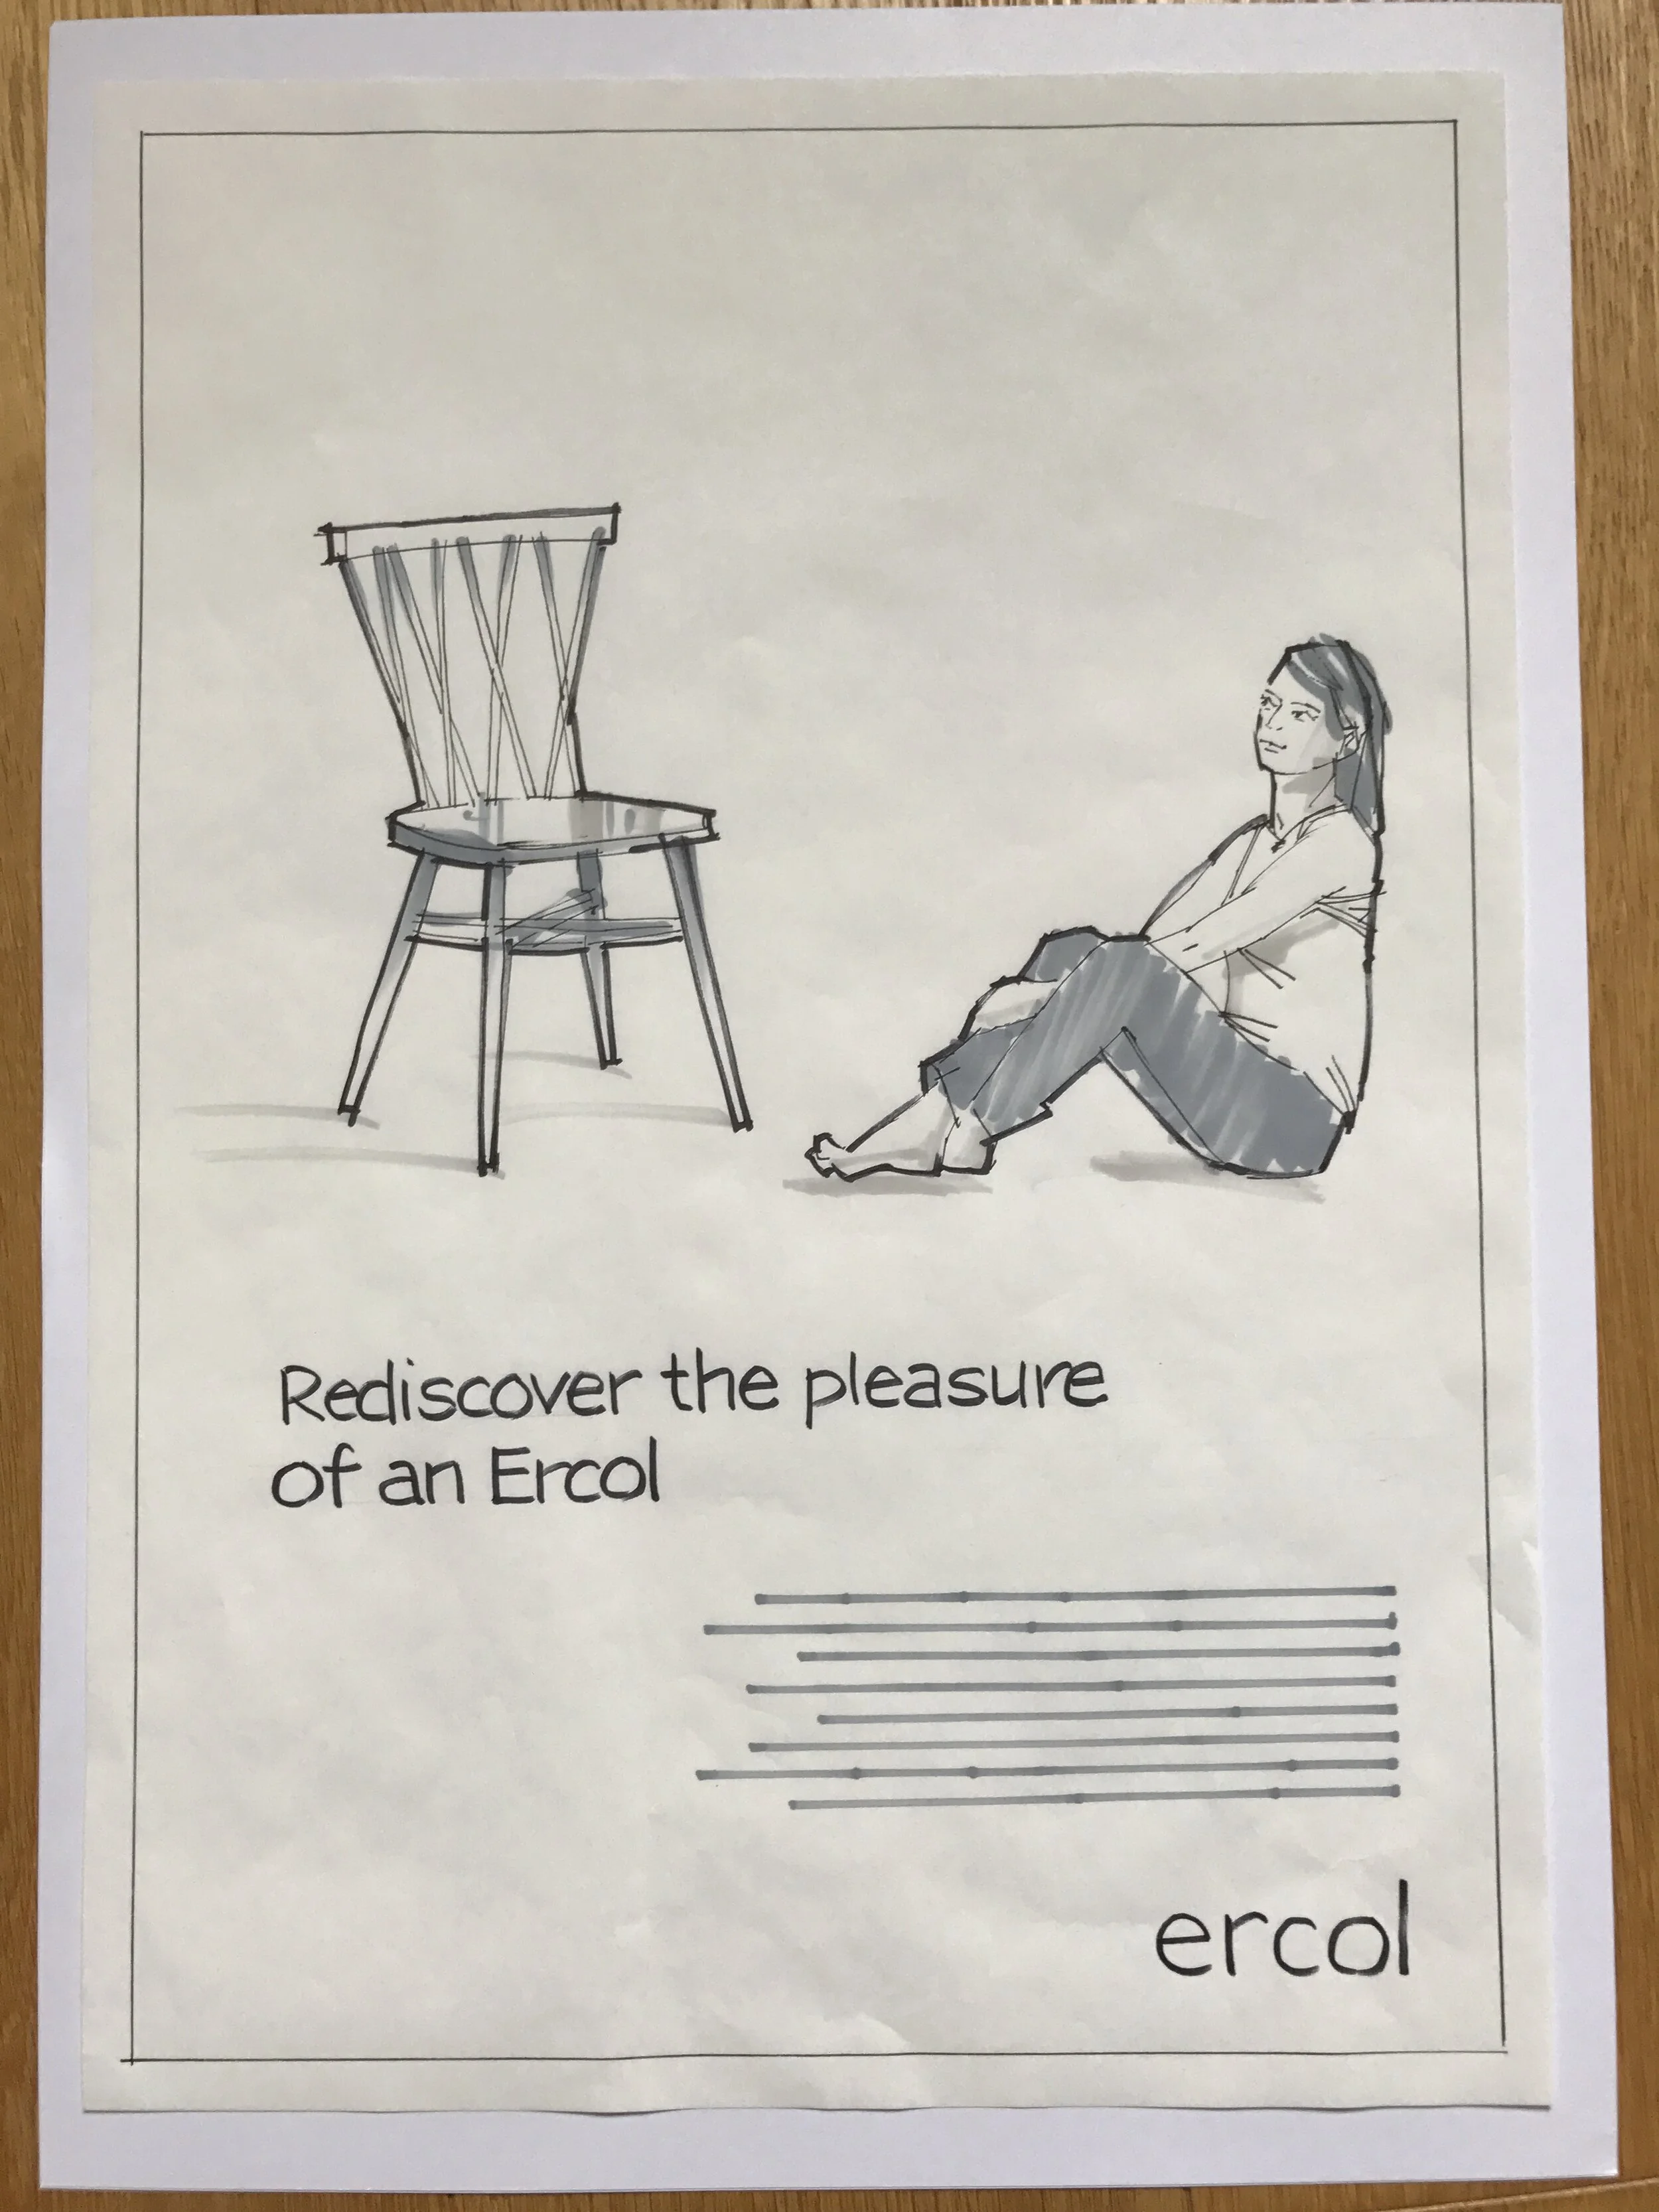 Rediscover the pleasure
of an Ercol
ercol